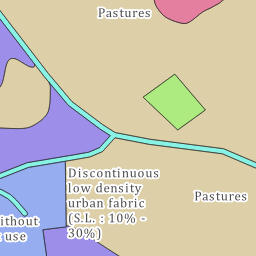 Pastures
Discontinuous
low density
urban fabric
(S.L. : 10% -
30%)
Pastures
ithout
use